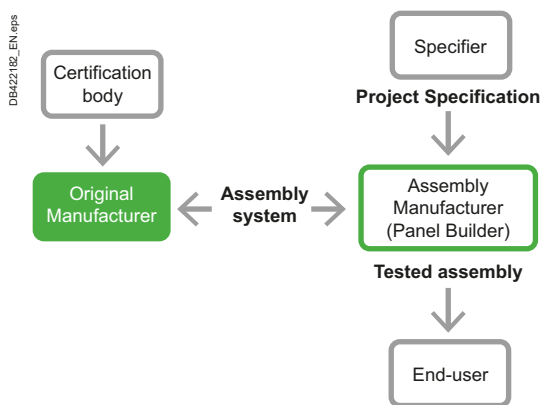 DB422182_EN.eps
Certification
body
Original
Manufacturer
Assembly
system
Specifier
Project Specification
Assembly
Manufacturer
(Panel Builder)
Tested assembly
End-user